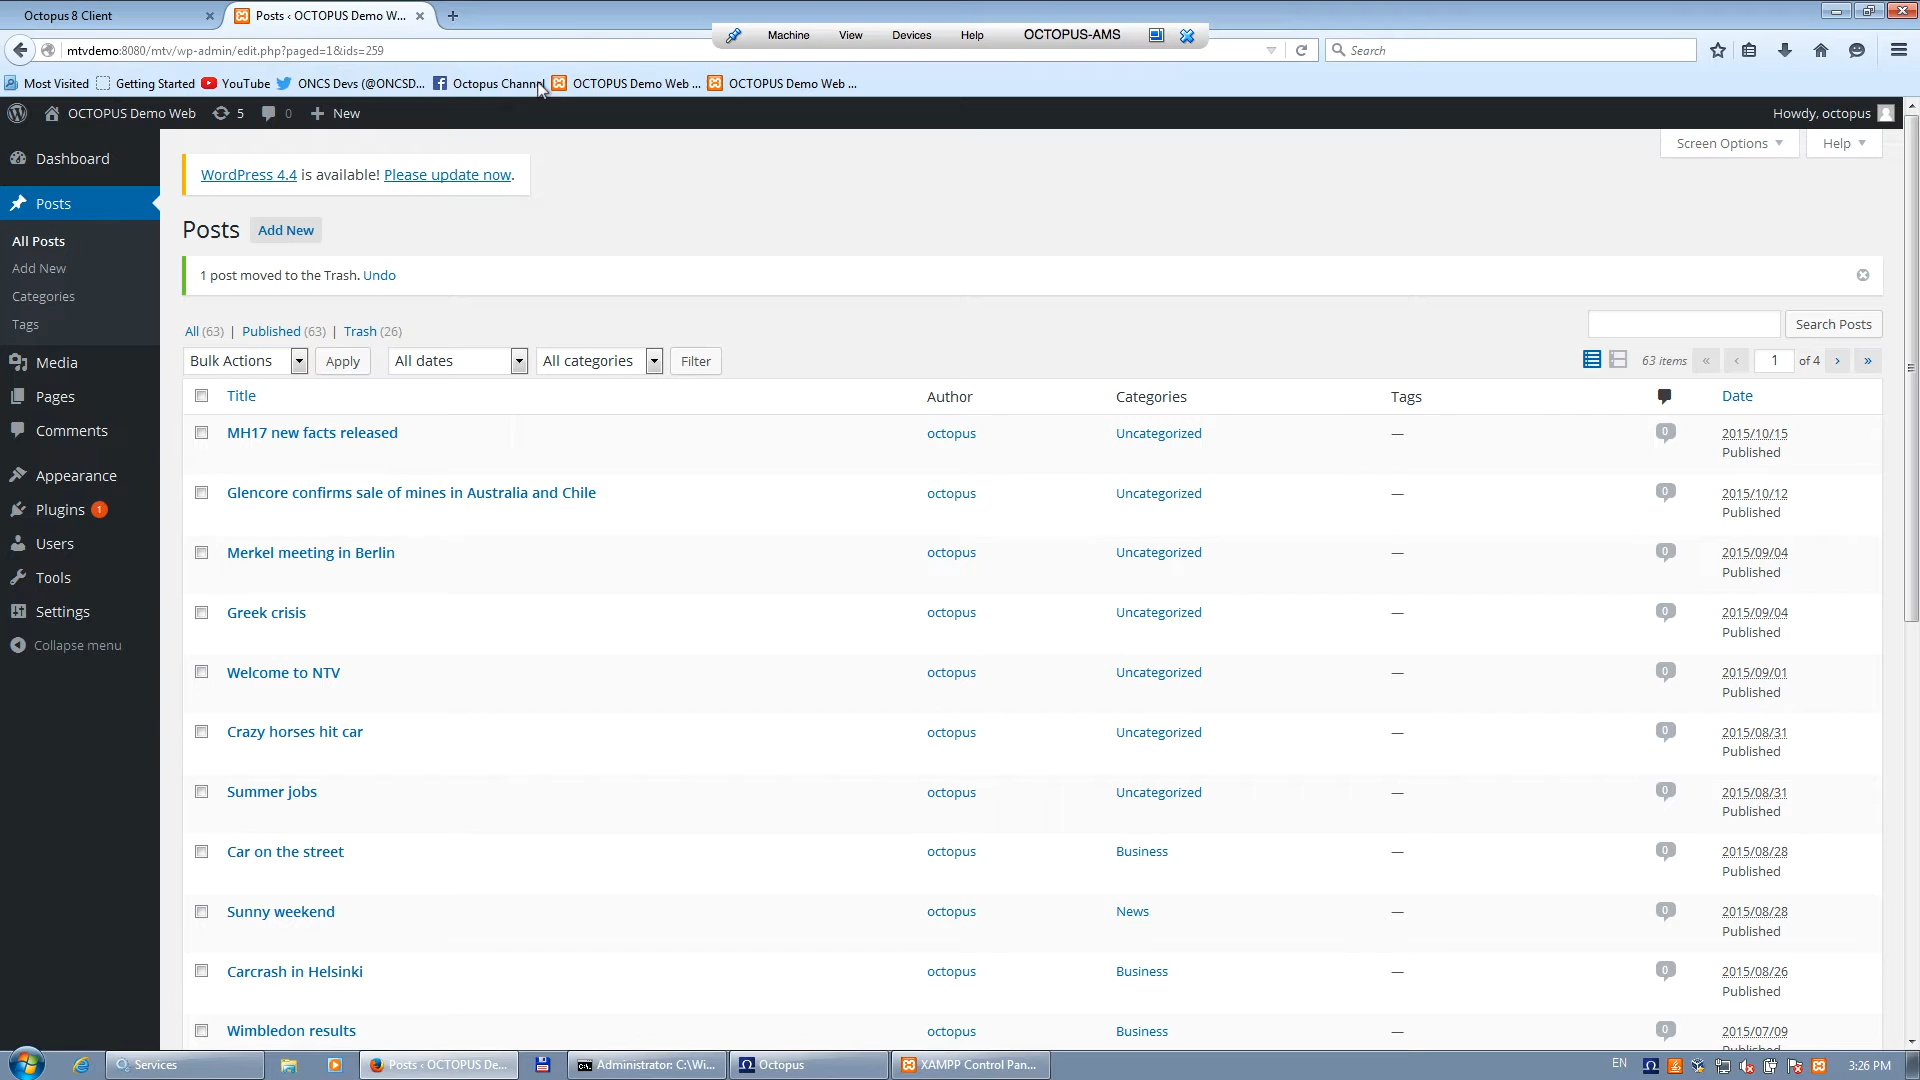 Octopus 8 Client
Posts ‹ OCTOPUS Demo W...
mtvdemo:8080/mtv/wp-admin/edit.php?paged=1&ids=259
Machine View Devices Help OCTOPUS-AMS
Search
Most Visited Getting Started YouTube ONCS Devs (@ONCSD... Octopus Channel OCTOPUS Demo Web ... OCTOPUS Demo Web ...
OCTOPUS Demo Web 5 0 New
Howdy, octopus
Screen Options Help
Dashboard
Posts
All Posts
Add New
Categories
Tags
Media
Pages
Comments
Appearance
Plugins 1
Users
Tools
Settings
Collapse menu
WordPress 4.4 is available! Please update now.
Posts Add New
1 post moved to the Trash. Undo
All (63) | Published (63) | Trash (26)
Search Posts
Bulk Actions Apply All dates All categories Filter
63 items « ‹ 1 of 4 › »
Title Author Categories Tags Date
MH17 new facts released octopus Uncategorized — 0 2015/10/15
Published
Glencore confirms sale of mines in Australia and Chile octopus Uncategorized — 0 2015/10/12
Published
Merkel meeting in Berlin octopus Uncategorized — 0 2015/09/04
Published
Greek crisis octopus Uncategorized — 0 2015/09/04
Published
Welcome to NTV octopus Uncategorized — 0 2015/09/01
Published
Crazy horses hit car octopus Uncategorized — 0 2015/08/31
Published
Summer jobs octopus Uncategorized — 0 2015/08/31
Published
Car on the street octopus Business — 0 2015/08/28
Published
Sunny weekend octopus News — 0 2015/08/28
Published
Carcrash in Helsinki octopus Business — 0 2015/08/26
Published
Wimbledon results octopus Business — 0 2015/07/09
Services
Posts ‹ OCTOPUS De...
Administrator: C:\Wi...
Octopus
XAMPP Control Pan...
EN
3:26 PM